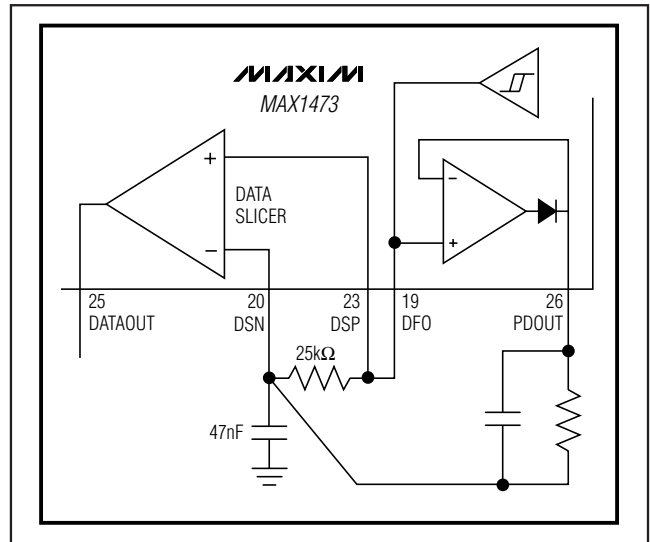 MAXIM
MAX1473
+
DATA
SLICER
−
−
+
25
DATAOUT
20
DSN
23
DSP
19
DFO
26
PDOUT
25kΩ
47nF